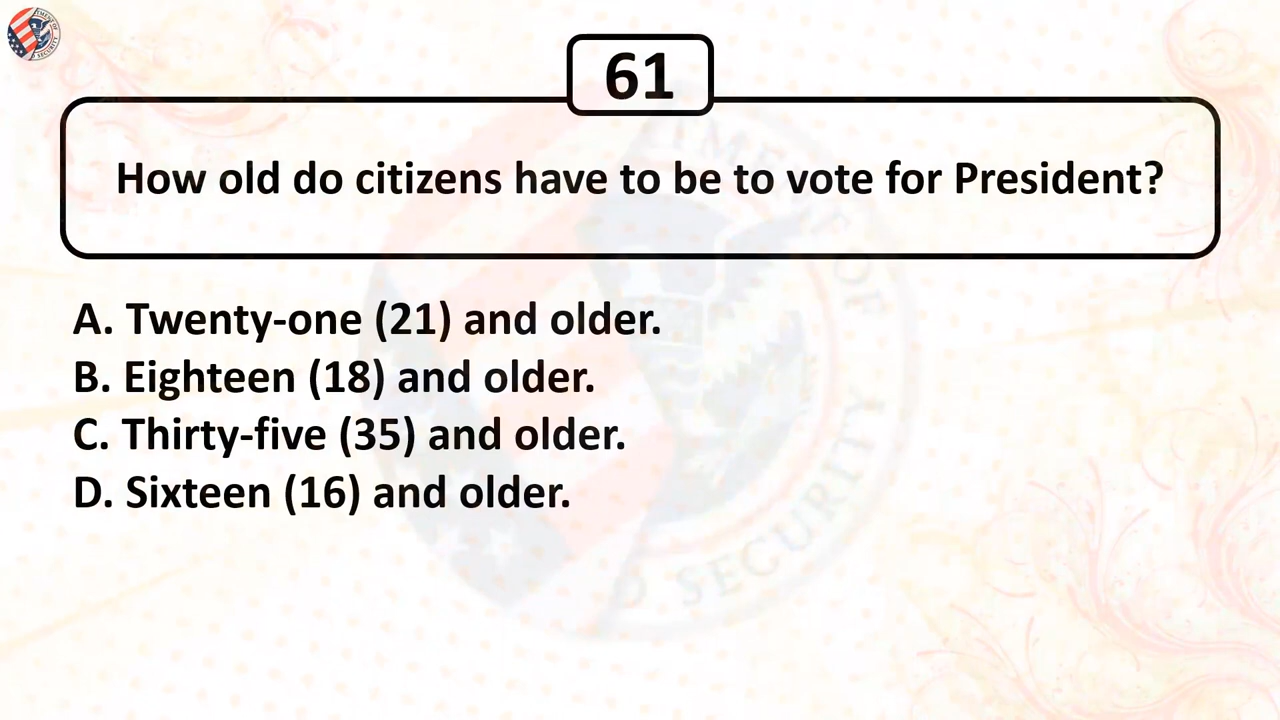 61
How old do citizens have to be to vote for President?
A. Twenty-one (21) and older.
B. Eighteen (18) and older.
C. Thirty-five (35) and older.
D. Sixteen (16) and older.
SECURITY